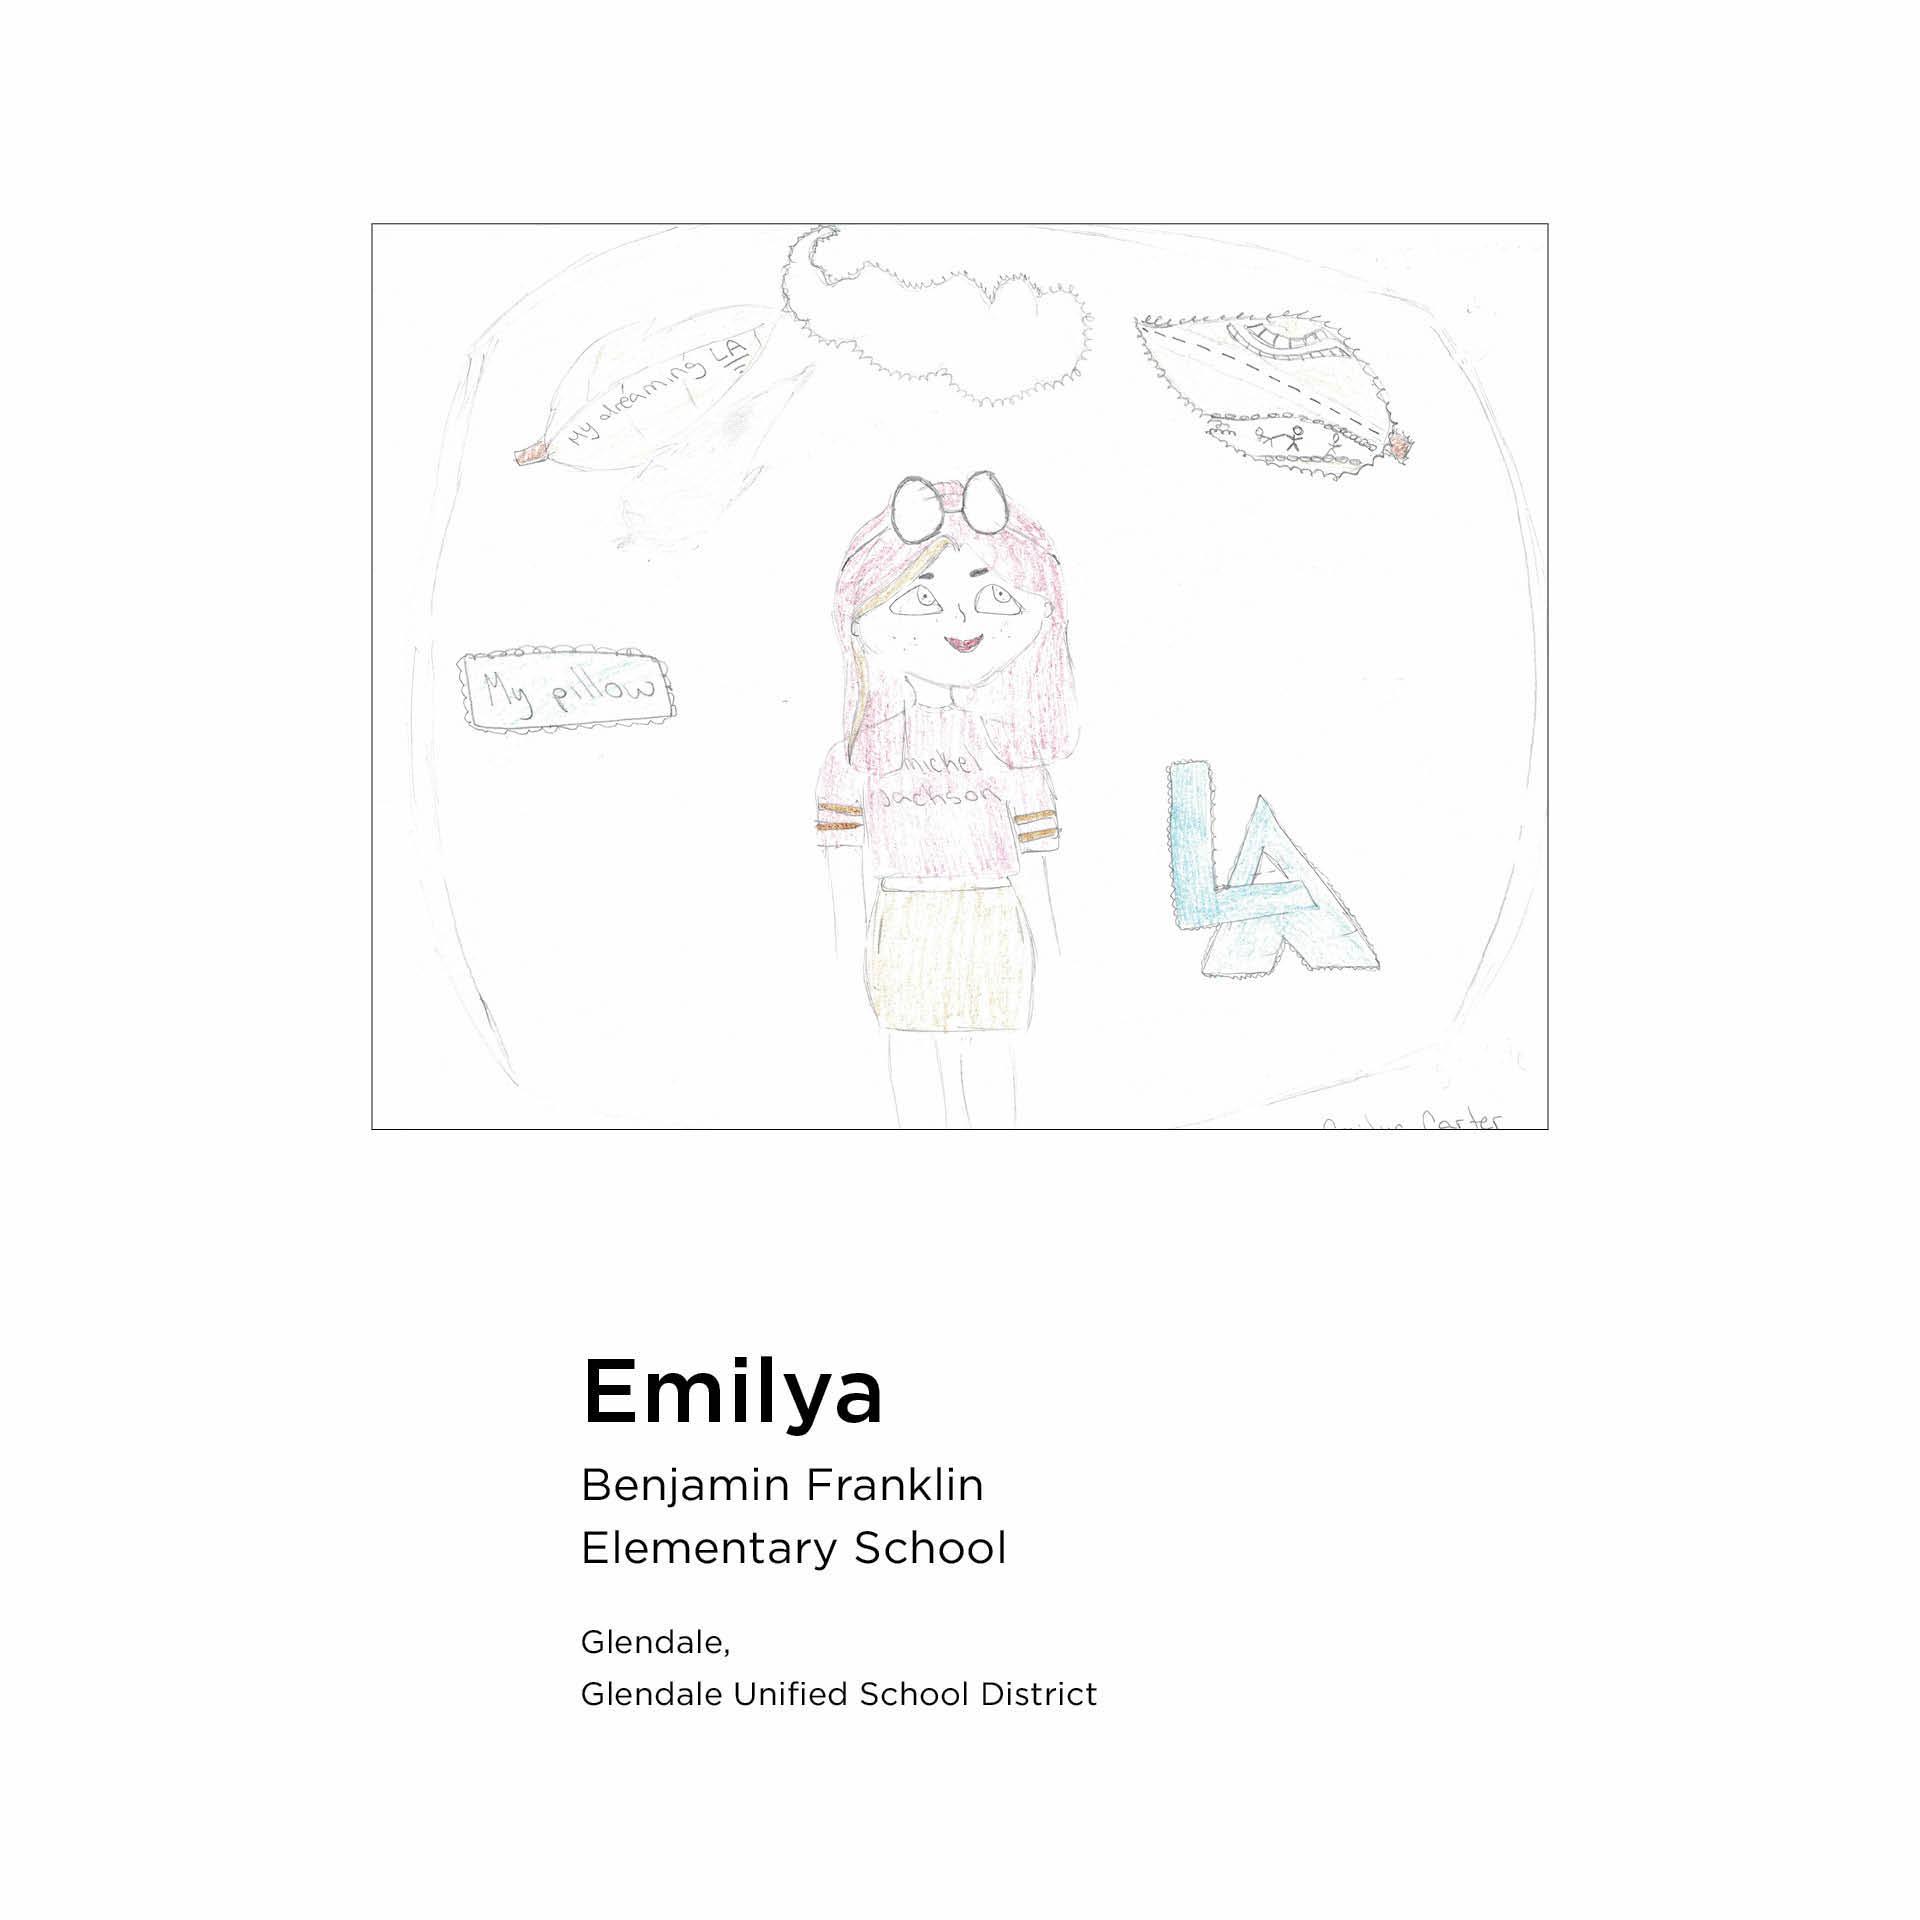 My dreaming LA
My pillow
michel
Jackson
LA
Carter
Emilya
Benjamin Franklin
Elementary School
Glendale,
Glendale Unified School District